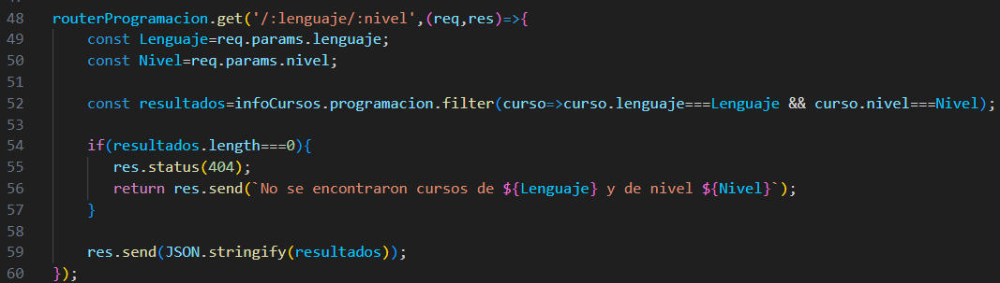 48 routerProgramacion.get('/:lenguaje/:nivel',(req,res)=>{
49     const Lenguaje=req.params.lenguaje;
50     const Nivel=req.params.nivel;
51
52     const resultados=infoCursos.programacion.filter(curso=>curso.lenguaje===Lenguaje && curso.nivel===Nivel);
53
54     if(resultados.length===0){
55        res.status(404);
56        return res.send(`No se encontraron cursos de ${Lenguaje} y de nivel ${Nivel}`);
57     }
58
59     res.send(JSON.stringify(resultados));
60 });